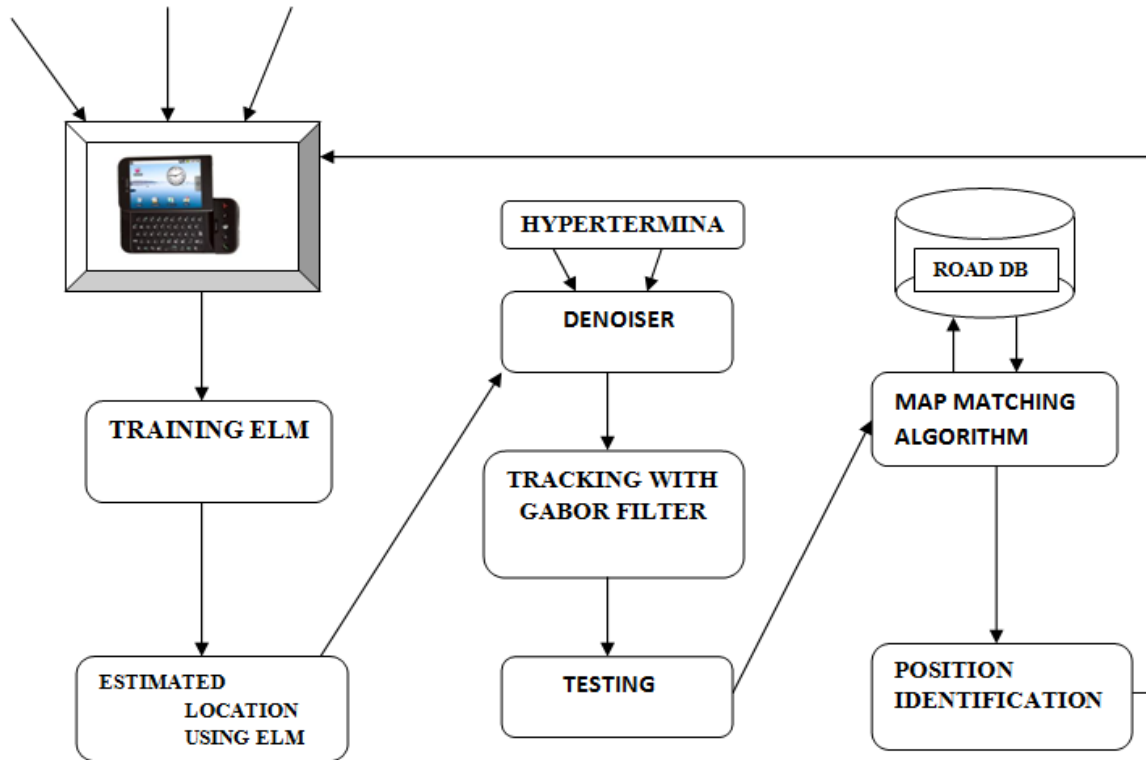 HYPERTERMINA
ROAD DB
DENOISER
TRAINING ELM
MAP MATCHING
ALGORITHM
TRACKING WITH
GABOR FILTER
ESTIMATED
LOCATION
USING ELM
TESTING
POSITION
IDENTIFICATION